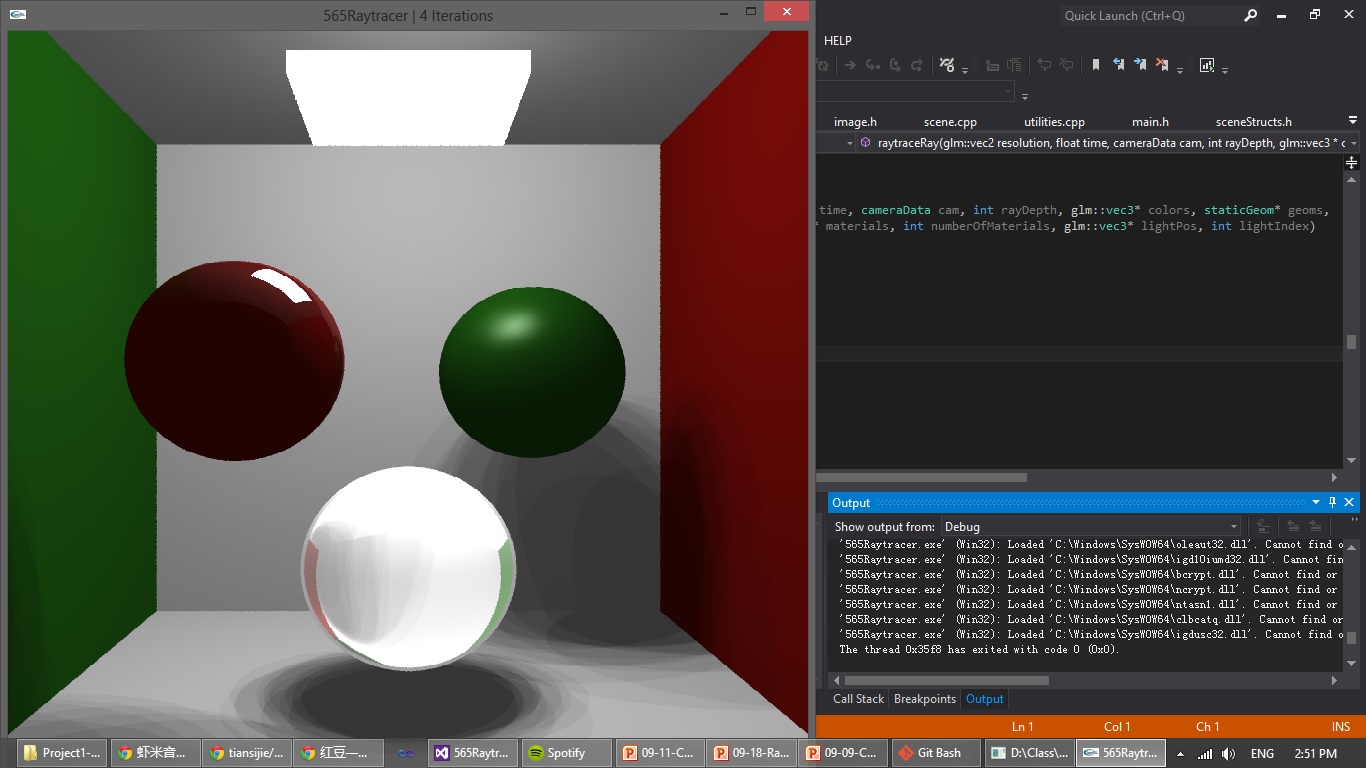 565Raytracer | 4 Iterations
Quick Launch (Ctrl+Q)
HELP
image.h scene.cpp utilities.cpp main.h sceneStructs.h
raytraceRay(glm::vec2 resolution, float time, cameraData cam, int rayDepth, glm::vec3 * c
time, cameraData cam, int rayDepth, glm::vec3* colors, staticGeom* geoms,
* materials, int numberOfMaterials, glm::vec3* lightPos, int lightIndex)
Output
Show output from: Debug
'565Raytracer.exe' (Win32): Loaded 'C:\Windows\SysWOW64\oleaut32.dll'. Cannot find o
'565Raytracer.exe' (Win32): Loaded 'C:\Windows\SysWOW64\igd10iumd32.dll'. Cannot fin
'565Raytracer.exe' (Win32): Loaded 'C:\Windows\SysWOW64\bcrypt.dll'. Cannot find or
'565Raytracer.exe' (Win32): Loaded 'C:\Windows\SysWOW64\ncrypt.dll'. Cannot find or
'565Raytracer.exe' (Win32): Loaded 'C:\Windows\SysWOW64\ntasn1.dll'. Cannot find or
'565Raytracer.exe' (Win32): Loaded 'C:\Windows\SysWOW64\clbcatq.dll'. Cannot find or
'565Raytracer.exe' (Win32): Loaded 'C:\Windows\SysWOW64\igdusc32.dll'. Cannot find o
The thread 0x35f8 has exited with code 0 (0x0).
Call Stack Breakpoints Output
Ln 1 Col 1 Ch 1 INS
Project1-... 虾米音... tiansijie/... 红豆—... 565Raytr... Spotify 09-11-C... 09-18-Ra... 09-09-C... Git Bash D:\Class\... 565Raytr... ENG 2:51 PM